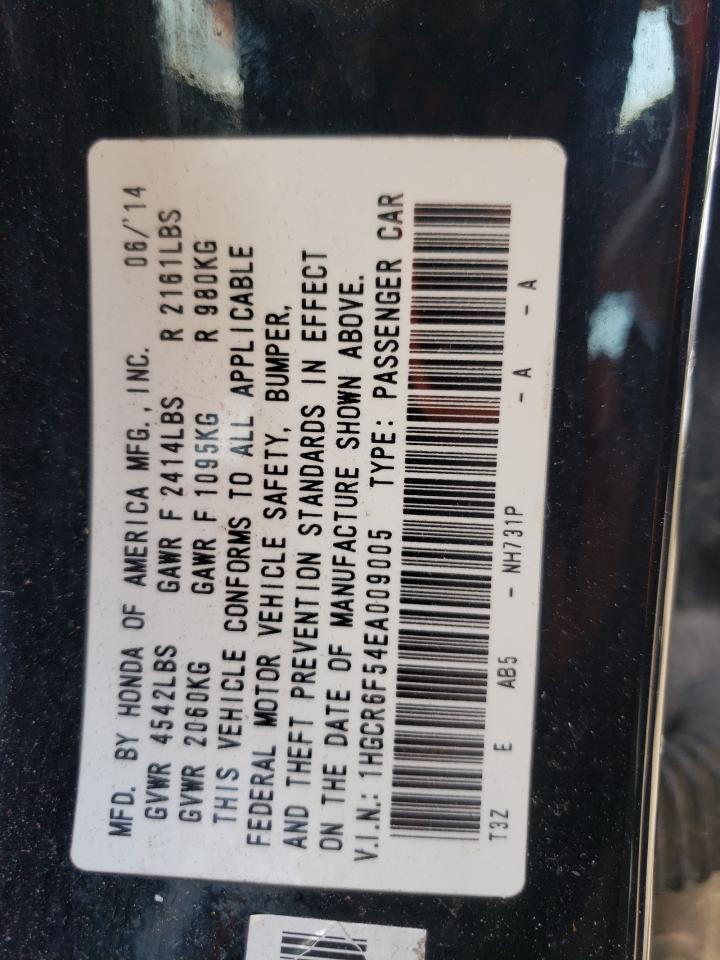 MFD. BY HONDA OF AMERICA MFG., INC. 06/'14
GVWR 4542LBS GAWR F 2414LBS R 2161LBS
GVWR 2060KG GAWR F 1095KG R 980KG
THIS VEHICLE CONFORMS TO ALL APPLICABLE
FEDERAL MOTOR VEHICLE SAFETY, BUMPER,
AND THEFT PREVENTION STANDARDS IN EFFECT
ON THE DATE OF MANUFACTURE SHOWN ABOVE.
V.I.N.: 1HGCR6F54EA009005 TYPE: PASSENGER CAR
T3Z E AB5 - NH731P - A - A